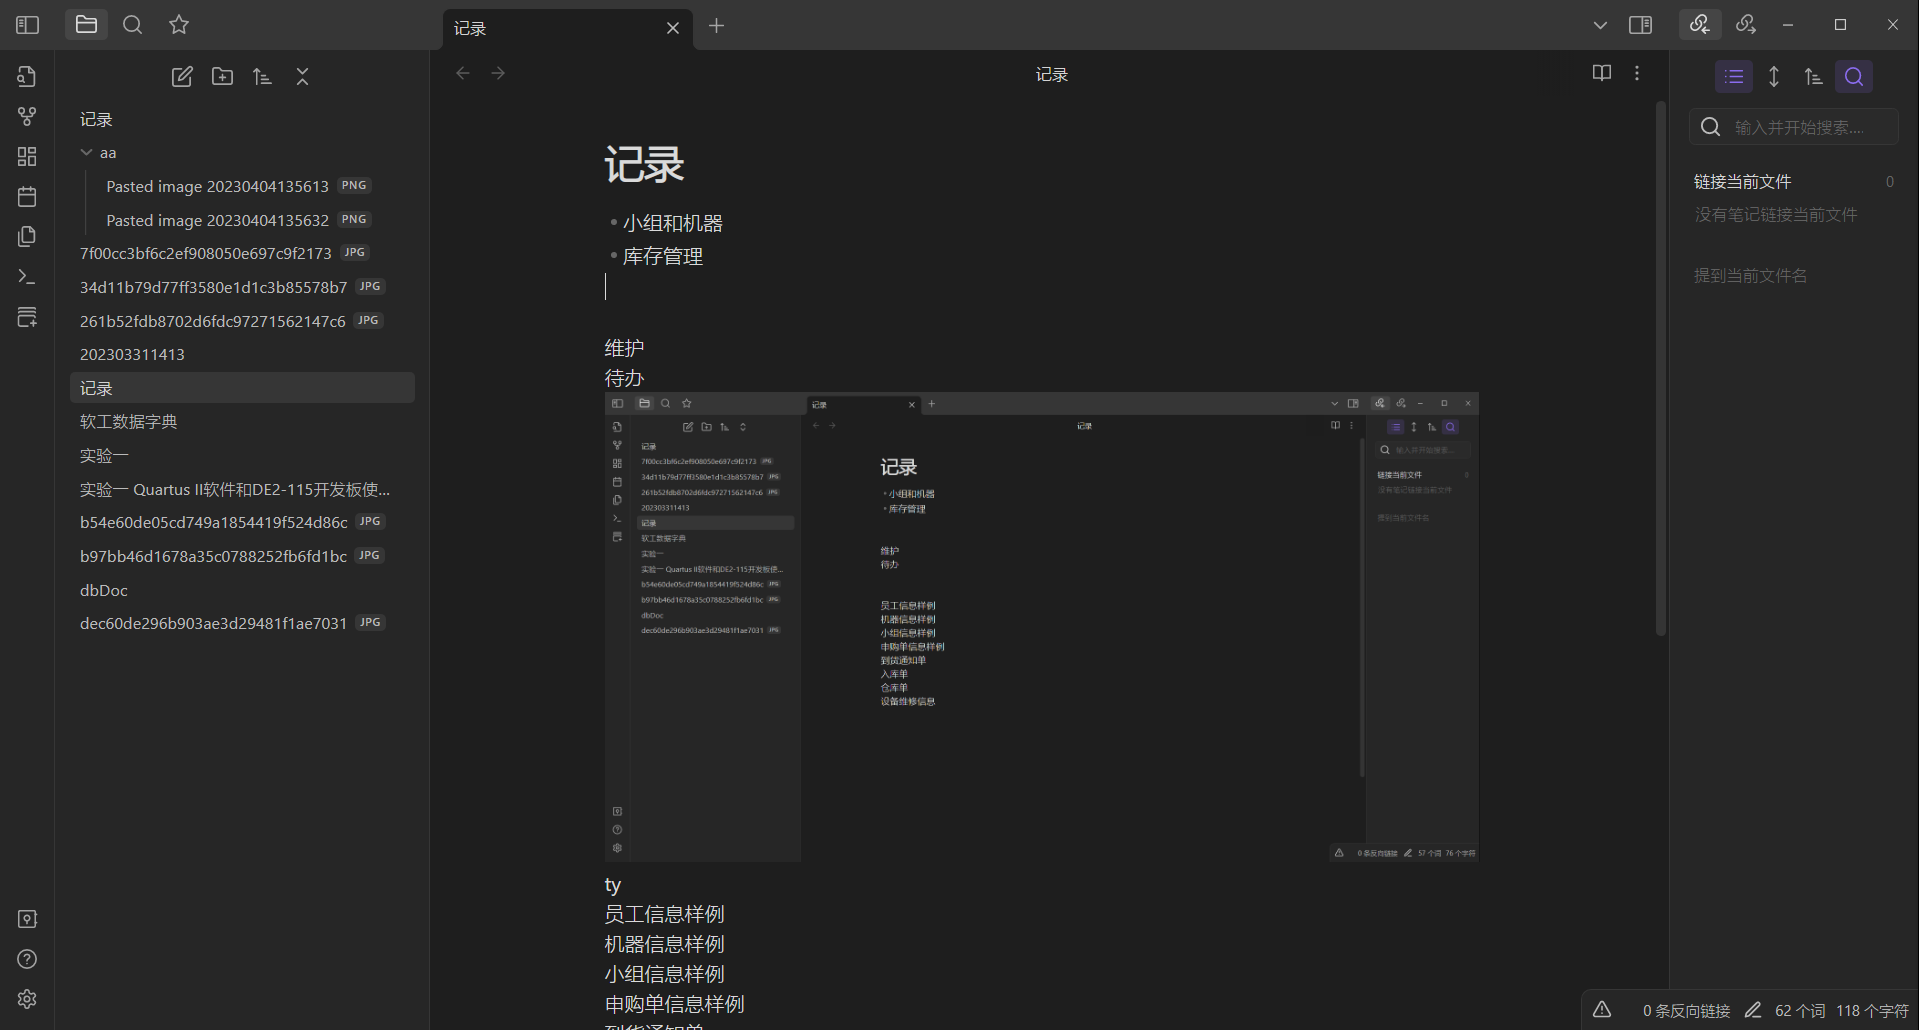 记录
记录
记录
aa
Pasted image 20230404135613 PNG
Pasted image 20230404135632 PNG
7f00cc3bf6c2ef908050e697c9f2173 JPG
34d11b79d77ff3580e1d1c3b85578b7 JPG
261b52fdb8702d6fdc97271562147c6 JPG
202303311413
记录
软工数据字典
实验一
实验一 Quartus II软件和DE2-115开发板使...
b54e60de05cd749a1854419f524d86c JPG
b97bb46d1678a35c0788252fb6fd1bc JPG
dbDoc
dec60de296b903ae3d29481f1ae7031 JPG
记录
小组和机器
库存管理
维护
待办
记录
记录
记录
7f00cc3bf6c2ef908050e697c9f2173 JPG
34d11b79d77ff3580e1d1c3b85578b7 JPG
261b52fdb8702d6fdc97271562147c6 JPG
202303311413
记录
软工数据字典
实验一
实验一 Quartus II软件和DE2-115开发板使...
b54e60de05cd749a1854419f524d86c JPG
b97bb46d1678a35c0788252fb6fd1bc JPG
dbDoc
dec60de296b903ae3d29481f1ae7031 JPG
记录
小组和机器
库存管理
维护
待办
员工信息样例
机器信息样例
小组信息样例
申购单信息样例
到货通知单
入库单
仓库单
设备维修信息
输入并开始搜索...
链接当前文件 0
没有笔记链接当前文件
提到当前文件名
0 条反向链接 57 个词 76 个字符
ty
员工信息样例
机器信息样例
小组信息样例
申购单信息样例
到货通知单
输入并开始搜索....
链接当前文件 0
没有笔记链接当前文件
提到当前文件名
0 条反向链接 62 个词 118 个字符